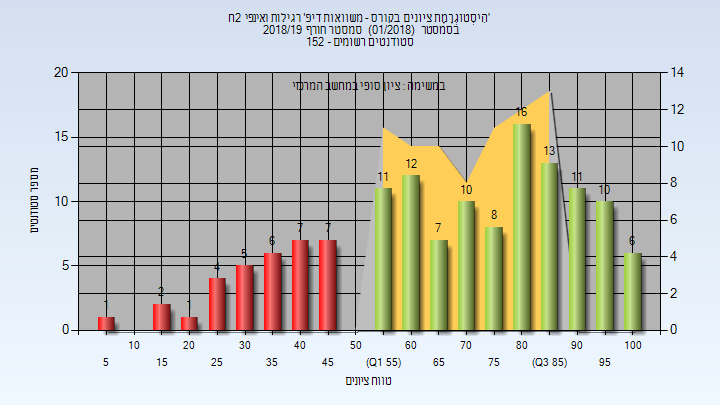 'הִיסְטוֹגְרָמַת ציונים בקורס - משוואות דיפ' רגילות ואינפי 2ח
בסמסטר (01/2018) סמסטר חורף 2018/19
סטודנטים רשומים - 152
במשימה : ציון סופי במחשב המרכזי
מספר סטודנטים
20 15 10 5 0
14 12 10 8 6 4 2 0
1 2 1 4 5 6 7 7 11 12 7 10 8 16 13 11 10 6
10 20 30 40 50 60 70 80 90 100
5 15 25 35 45 (Q1 55) 65 75 (Q3 85) 95
טווח ציונים